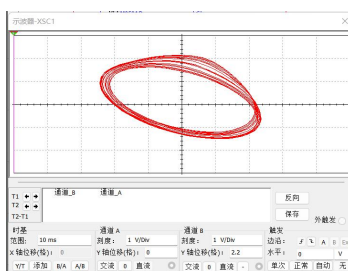 示波器-XSC1
T1
T2
T2-T1
通道_B 通道_A
反向
保存
外触发
时基
范围: 10 ms
X 轴位移(格): 0
Y/T 添加 B/A A/B
通道 A
刻度: 1 V/Div
Y 轴位移(格): 0
交流 0 直流
通道 B
刻度: 1 V/Div
Y 轴位移(格): 2.2
交流 0 直流 -
触发
边沿: A B
水平: 0 V
单次 正常 自动 无